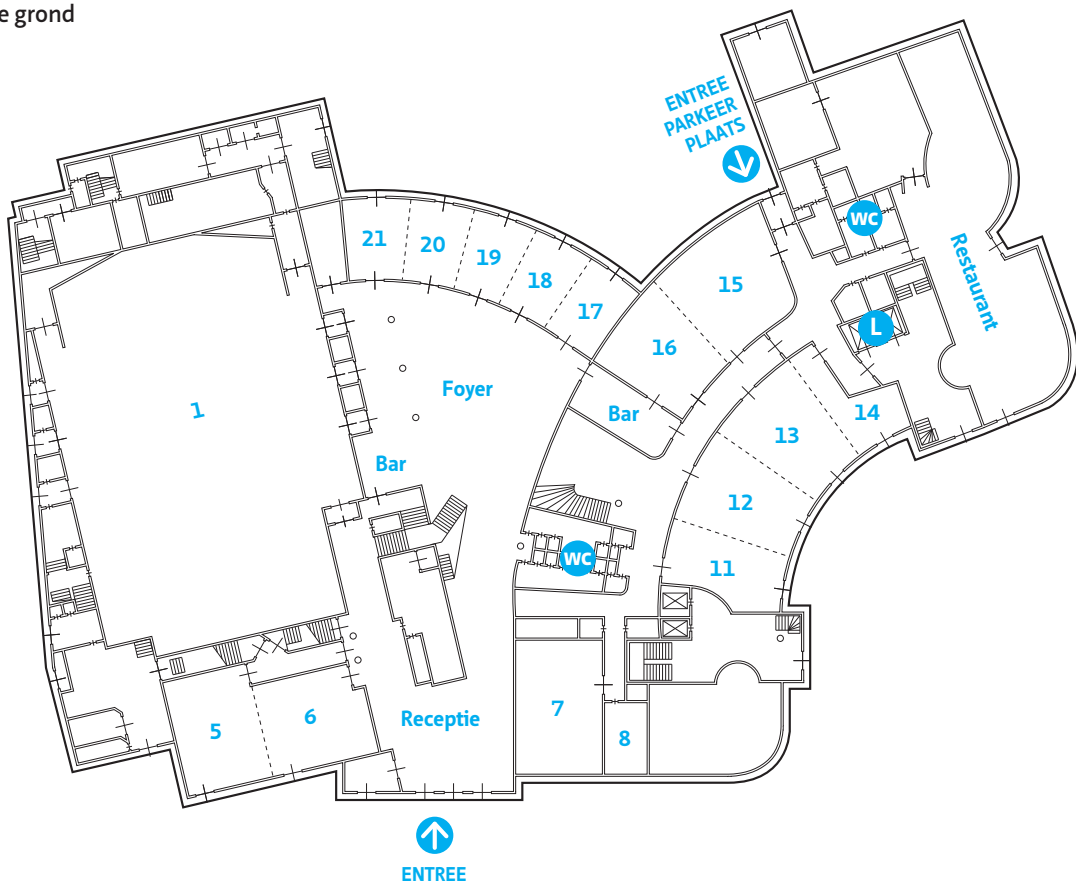 e grond
ENTREE
PARKEER
PLAATS
WC
21
20
19
18
17
15
16
Restaurant
L
Foyer
Bar
14
13
1
Bar
12
WC
11
5
6
Receptie
7
8
ENTREE